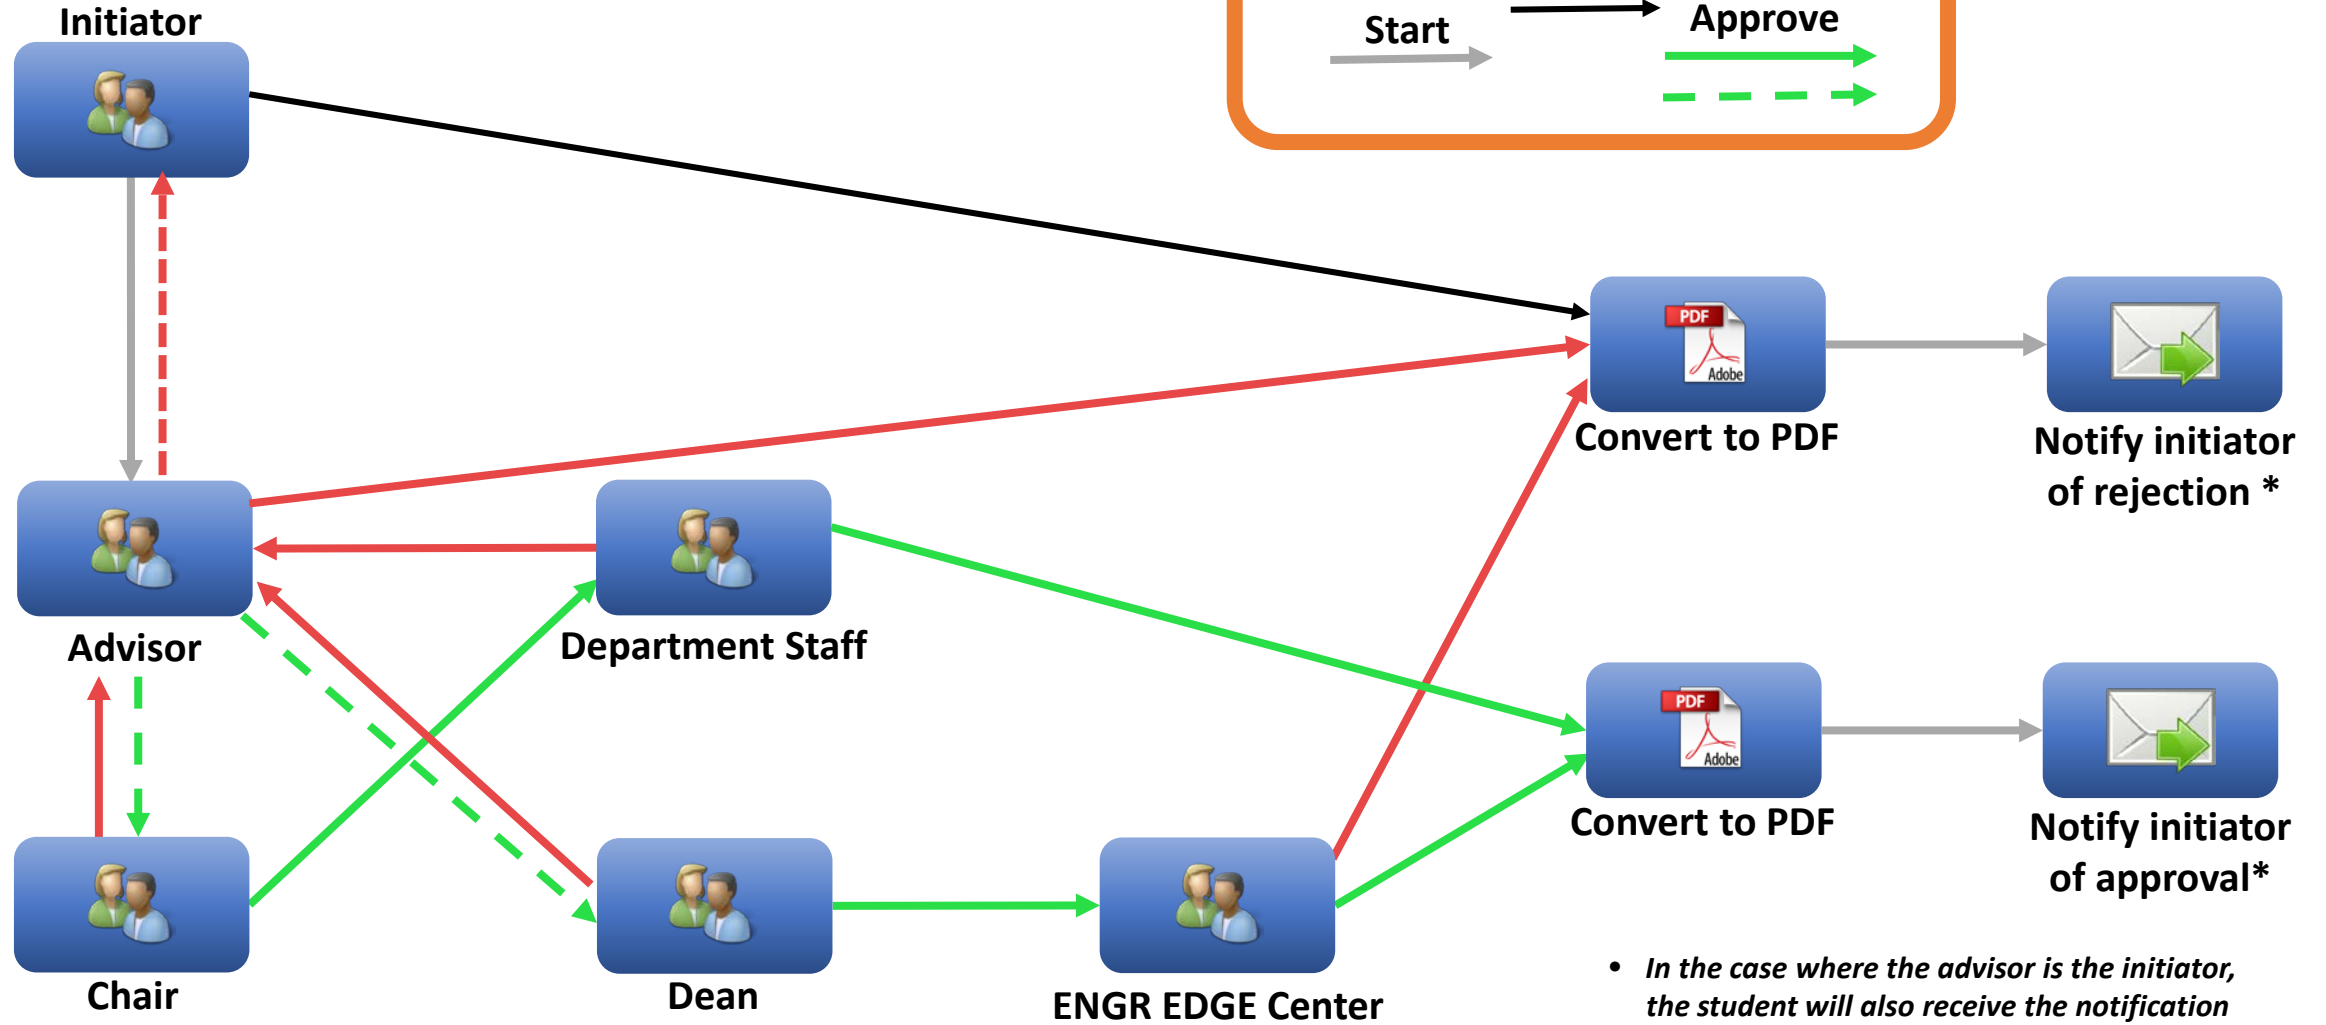 Initiator
Start
Approve
PDF
Adobe
Convert to PDF
Notify initiator
of rejection *
Advisor
Department Staff
PDF
Adobe
Convert to PDF
Notify initiator
of approval*
Chair
Dean
ENGR EDGE Center
• In the case where the advisor is the initiator,
the student will also receive the notification